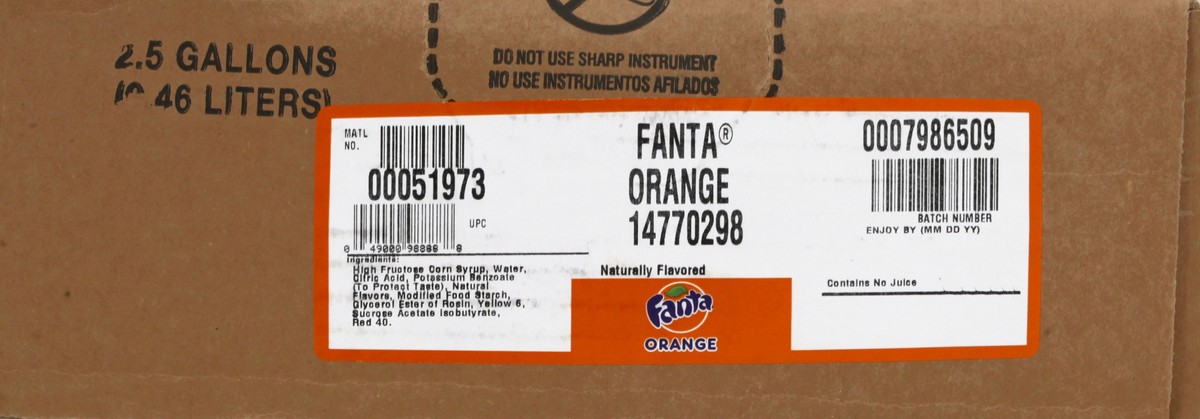 2.5 GALLONS
46 LITERS)
DO NOT USE SHARP INSTRUMENT
NO USE INSTRUMENTOS AFILADOS
MATL
NO.
00051973
UPC
0 49000 98888 8
Ingredients:
High Fructose Corn Syrup, Water,
Citric Acid, Potassium Benzoate
(To Protect Taste), Natural
Flavors, Modified Food Starch,
Glycerol Ester of Rosin, Yellow 6,
Sucrose Acetate Isobutyrate,
Red 40.
FANTA®
ORANGE
14770298
Naturally Flavored
Fanta
ORANGE
0007986509
BATCH NUMBER
ENJOY BY (MM DD YY)
Contains No Juice